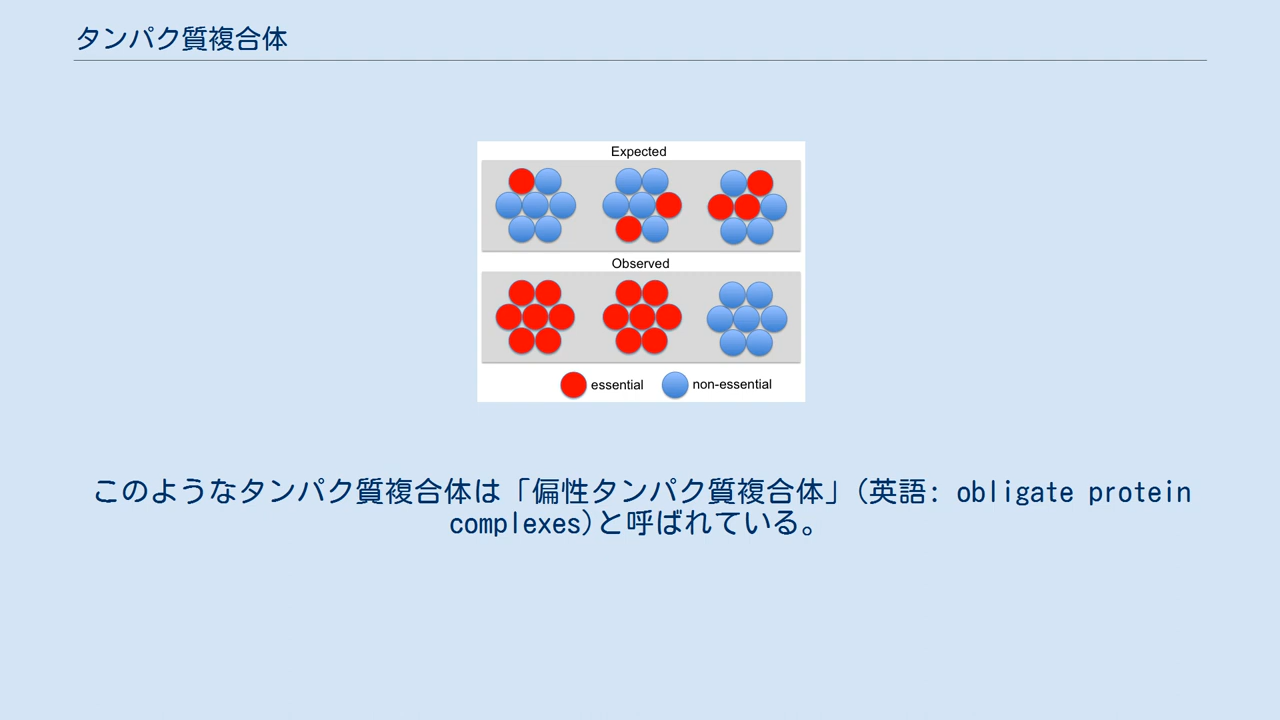 タンパク質複合体
Expected
Observed
essential
non-essential
このようなタンパク質複合体は「偏性タンパク質複合体」(英語: obligate protein
complexes)と呼ばれている。